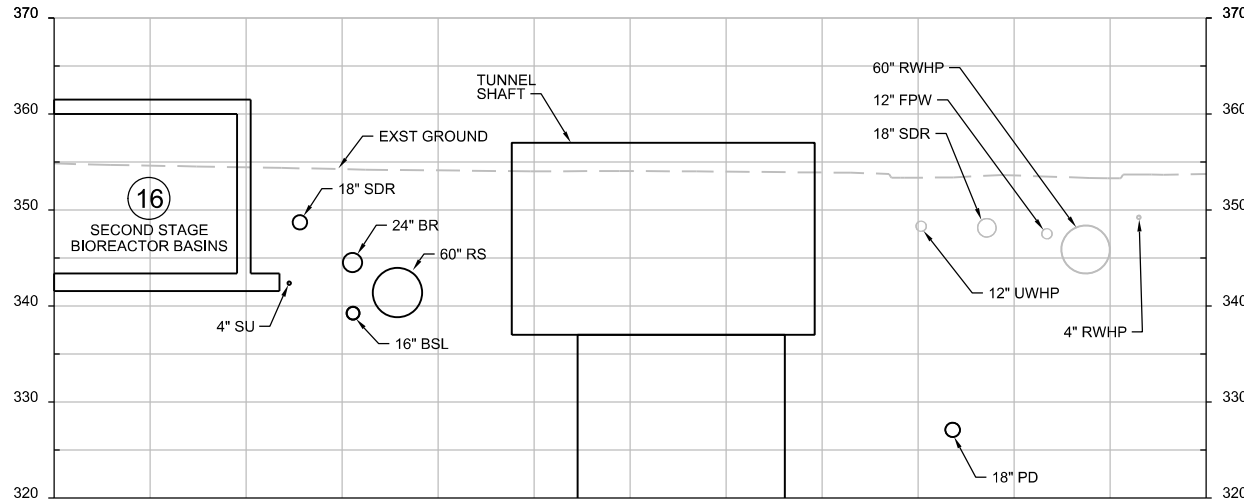 370
370
60" RWHP
TUNNEL
SHAFT
12" FPW
360
360
EXST GROUND
18" SDR
16
18" SDR
350
350
SECOND STAGE
BIOREACTOR BASINS
24" BR
60" RS
12" UWHP
340
340
4" SU
16" BSL
4" RWHP
330
330
18" PD
320
320